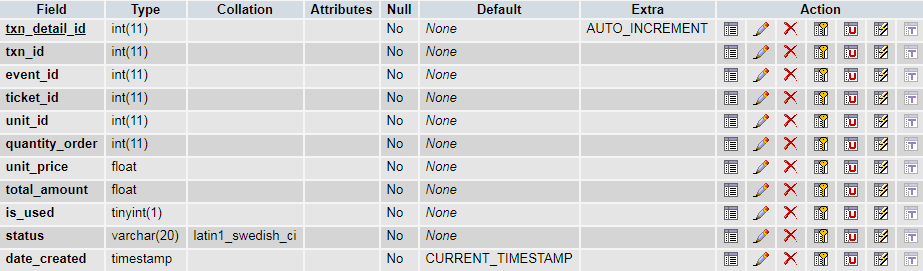 Field Type Collation Attributes Null Default Extra Action
txn_detail_id int(11) No None AUTO_INCREMENT
txn_id int(11) No None
event_id int(11) No None
ticket_id int(11) No None
unit_id int(11) No None
quantity_order int(11) No None
unit_price float No None
total_amount float No None
is_used tinyint(1) No None
status varchar(20) latin1_swedish_ci No None
date_created timestamp No CURRENT_TIMESTAMP